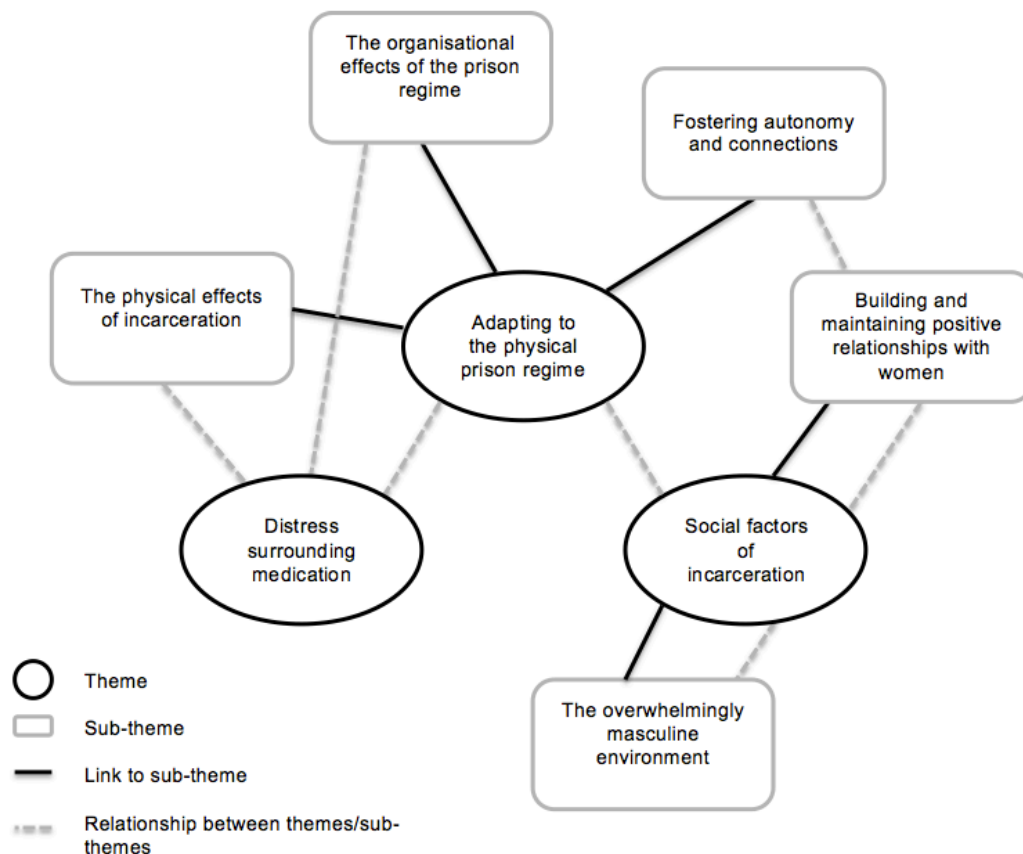 The organisational
effects of the prison
regime
Fostering autonomy
and connections
The physical effects
of incarceration
Adapting to
the physical
prison regime
Building and
maintaining positive
relationships with
women
Distress
surrounding
medication
Social factors
of
incarceration
The overwhelmingly
masculine
environment
Theme
Sub-theme
Link to sub-theme
Relationship between themes/sub-
themes